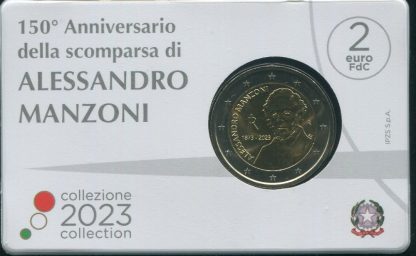 150° Anniversario
della scomparsa di
ALESSANDRO
MANZONI
2
euro
FdC
ALESSANDRO MANZONI
1873-2023
IPZS S.p.A.
collezione
2023
collection